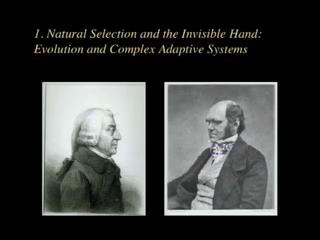 1. Natural Selection and the Invisible Hand:
Evolution and Complex Adaptive Systems